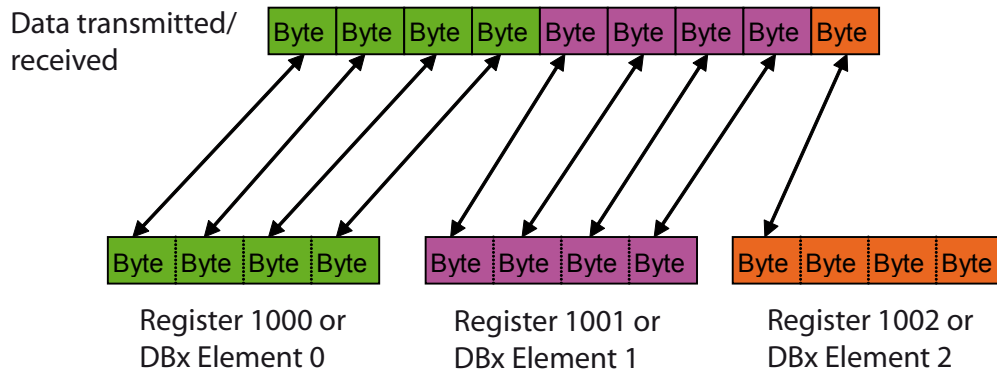 Data transmitted/
received
Byte Byte Byte Byte Byte Byte Byte Byte Byte
Byte Byte Byte Byte Byte Byte Byte Byte Byte Byte Byte Byte
Register 1000 or
DBx Element 0
Register 1001 or
DBx Element 1
Register 1002 or
DBx Element 2